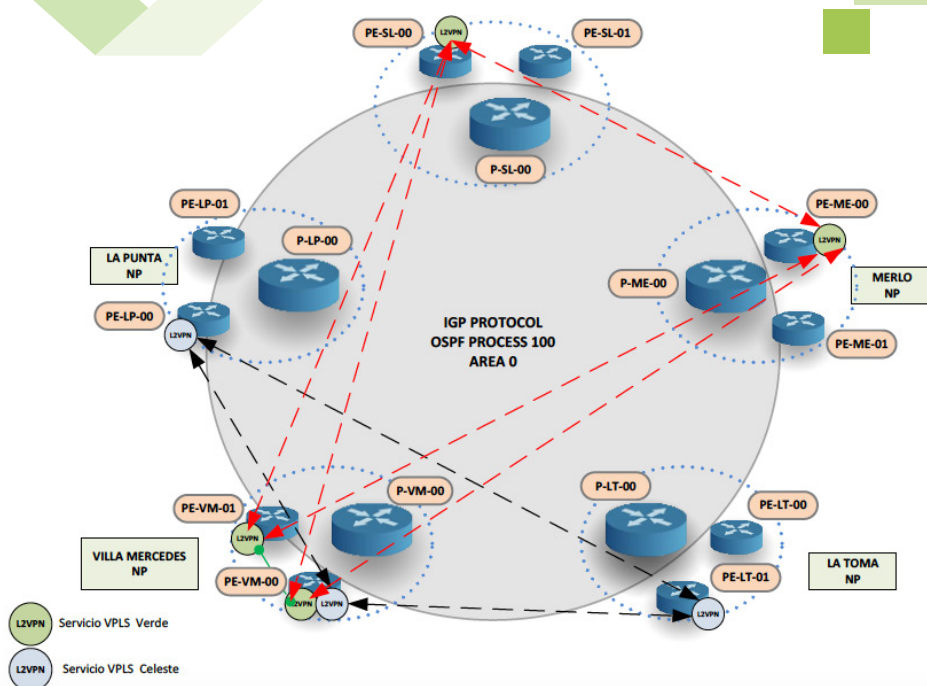 PE-SL-00
L2VPN
PE-SL-01
P-SL-00
PE-LP-01
P-LP-00
LA PUNTA
NP
PE-LP-00
L2VPN
PE-ME-00
L2VPN
P-ME-00
MERLO
NP
PE-ME-01
IGP PROTOCOL
OSPF PROCESS 100
AREA 0
P-VM-00
PE-VM-01
L2VPN
VILLA MERCEDES
NP
PE-VM-00
L2VPN
L2VPN
P-LT-00
PE-LT-00
PE-LT-01
L2VPN
LA TOMA
NP
L2VPN Servicio VPLS Verde
L2VPN Servicio VPLS Celeste